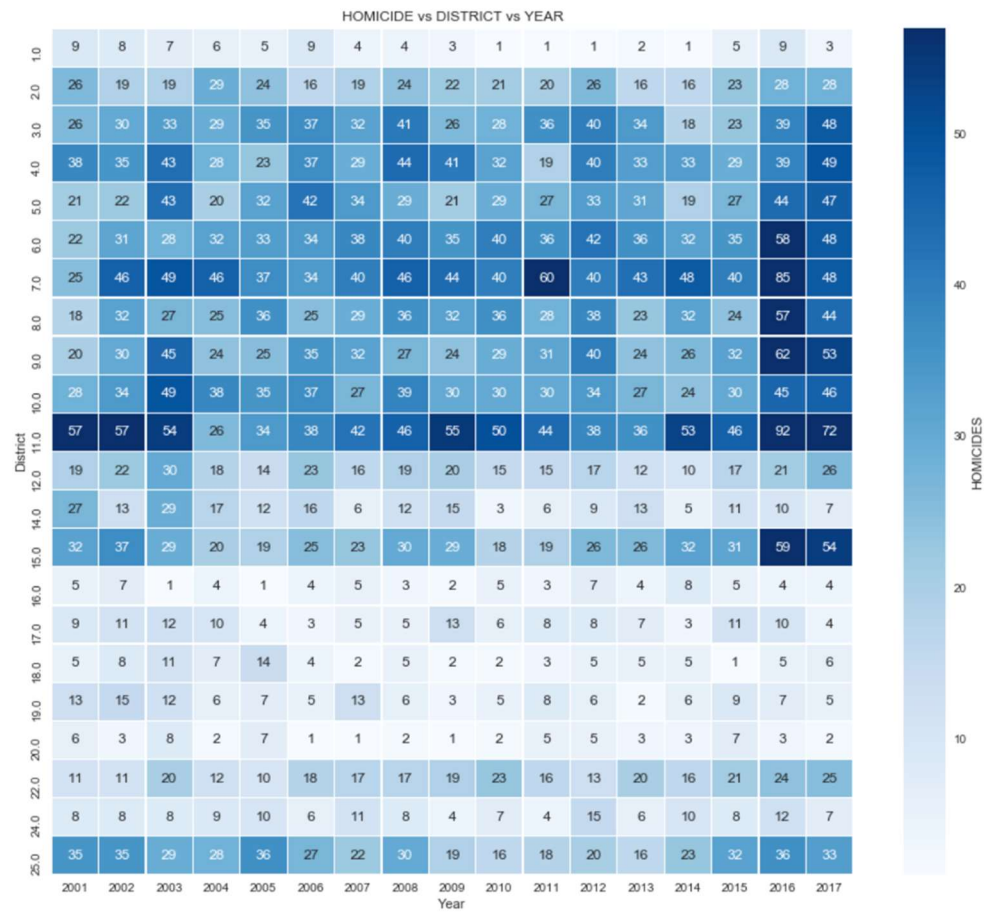 HOMICIDE vs DISTRICT vs YEAR
1.0 9 8 7 6 5 9 4 4 3 1 1 1 2 1 5 9 3
2.0 26 19 19 29 24 16 19 24 22 21 20 26 16 16 23 28 28
3.0 26 30 33 29 35 37 32 41 26 28 36 40 34 18 23 39 48
4.0 38 35 43 28 23 37 29 44 41 32 19 40 33 33 29 39 49
5.0 21 22 43 20 32 42 34 29 21 29 27 33 31 19 27 44 47
6.0 22 31 28 32 33 34 38 40 35 40 36 42 36 32 35 58 48
7.0 25 46 49 46 37 34 40 46 44 40 60 40 43 48 40 85 48
8.0 18 32 27 25 36 25 29 36 32 36 28 38 23 32 24 57 44
9.0 20 30 45 24 25 35 32 27 24 29 31 40 24 26 32 62 53
10.0 28 34 49 38 35 37 27 39 30 30 30 34 27 24 30 45 46
11.0 57 57 54 26 34 38 42 46 55 50 44 38 36 53 46 92 72
12.0 19 22 30 18 14 23 16 19 20 15 15 17 12 10 17 21 26
14.0 27 13 29 17 12 16 6 12 15 3 6 9 13 5 11 10 7
15.0 32 37 29 20 19 25 23 30 29 18 19 26 26 32 31 59 54
16.0 5 7 1 4 1 4 5 3 2 5 3 7 4 8 5 4 4
17.0 9 11 12 10 4 3 5 5 13 6 8 8 7 3 11 10 4
18.0 5 8 11 7 14 4 2 5 2 2 3 5 5 5 1 5 6
19.0 13 15 12 6 7 5 13 6 3 5 8 6 2 6 9 7 5
20.0 6 3 8 2 7 1 1 2 1 2 5 5 3 3 7 3 2
22.0 11 11 20 12 10 18 17 17 19 23 16 13 20 16 21 24 25
24.0 8 8 8 9 10 6 11 8 4 7 4 15 6 10 8 12 7
25.0 35 35 29 28 36 27 22 30 19 16 18 20 16 23 32 36 33
2001 2002 2003 2004 2005 2006 2007 2008 2009 2010 2011 2012 2013 2014 2015 2016 2017
Year
District
50
40
30
20
10
HOMICIDES